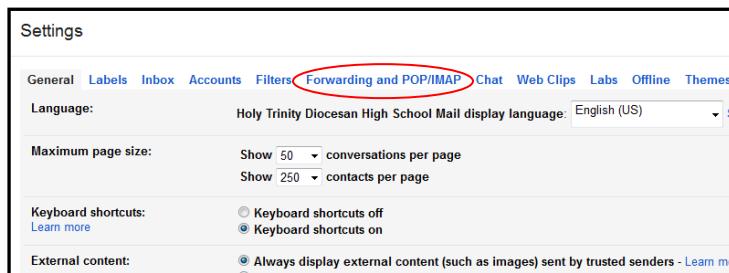 Settings
General Labels Inbox Accounts Filters Forwarding and POP/IMAP Chat Web Clips Labs Offline Themes
Language: Holy Trinity Diocesan High School Mail display language: English (US)
Maximum page size: Show 50 conversations per page
Show 250 contacts per page
Keyboard shortcuts: Keyboard shortcuts off
Learn more Keyboard shortcuts on
External content: Always display external content (such as images) sent by trusted senders - Learn